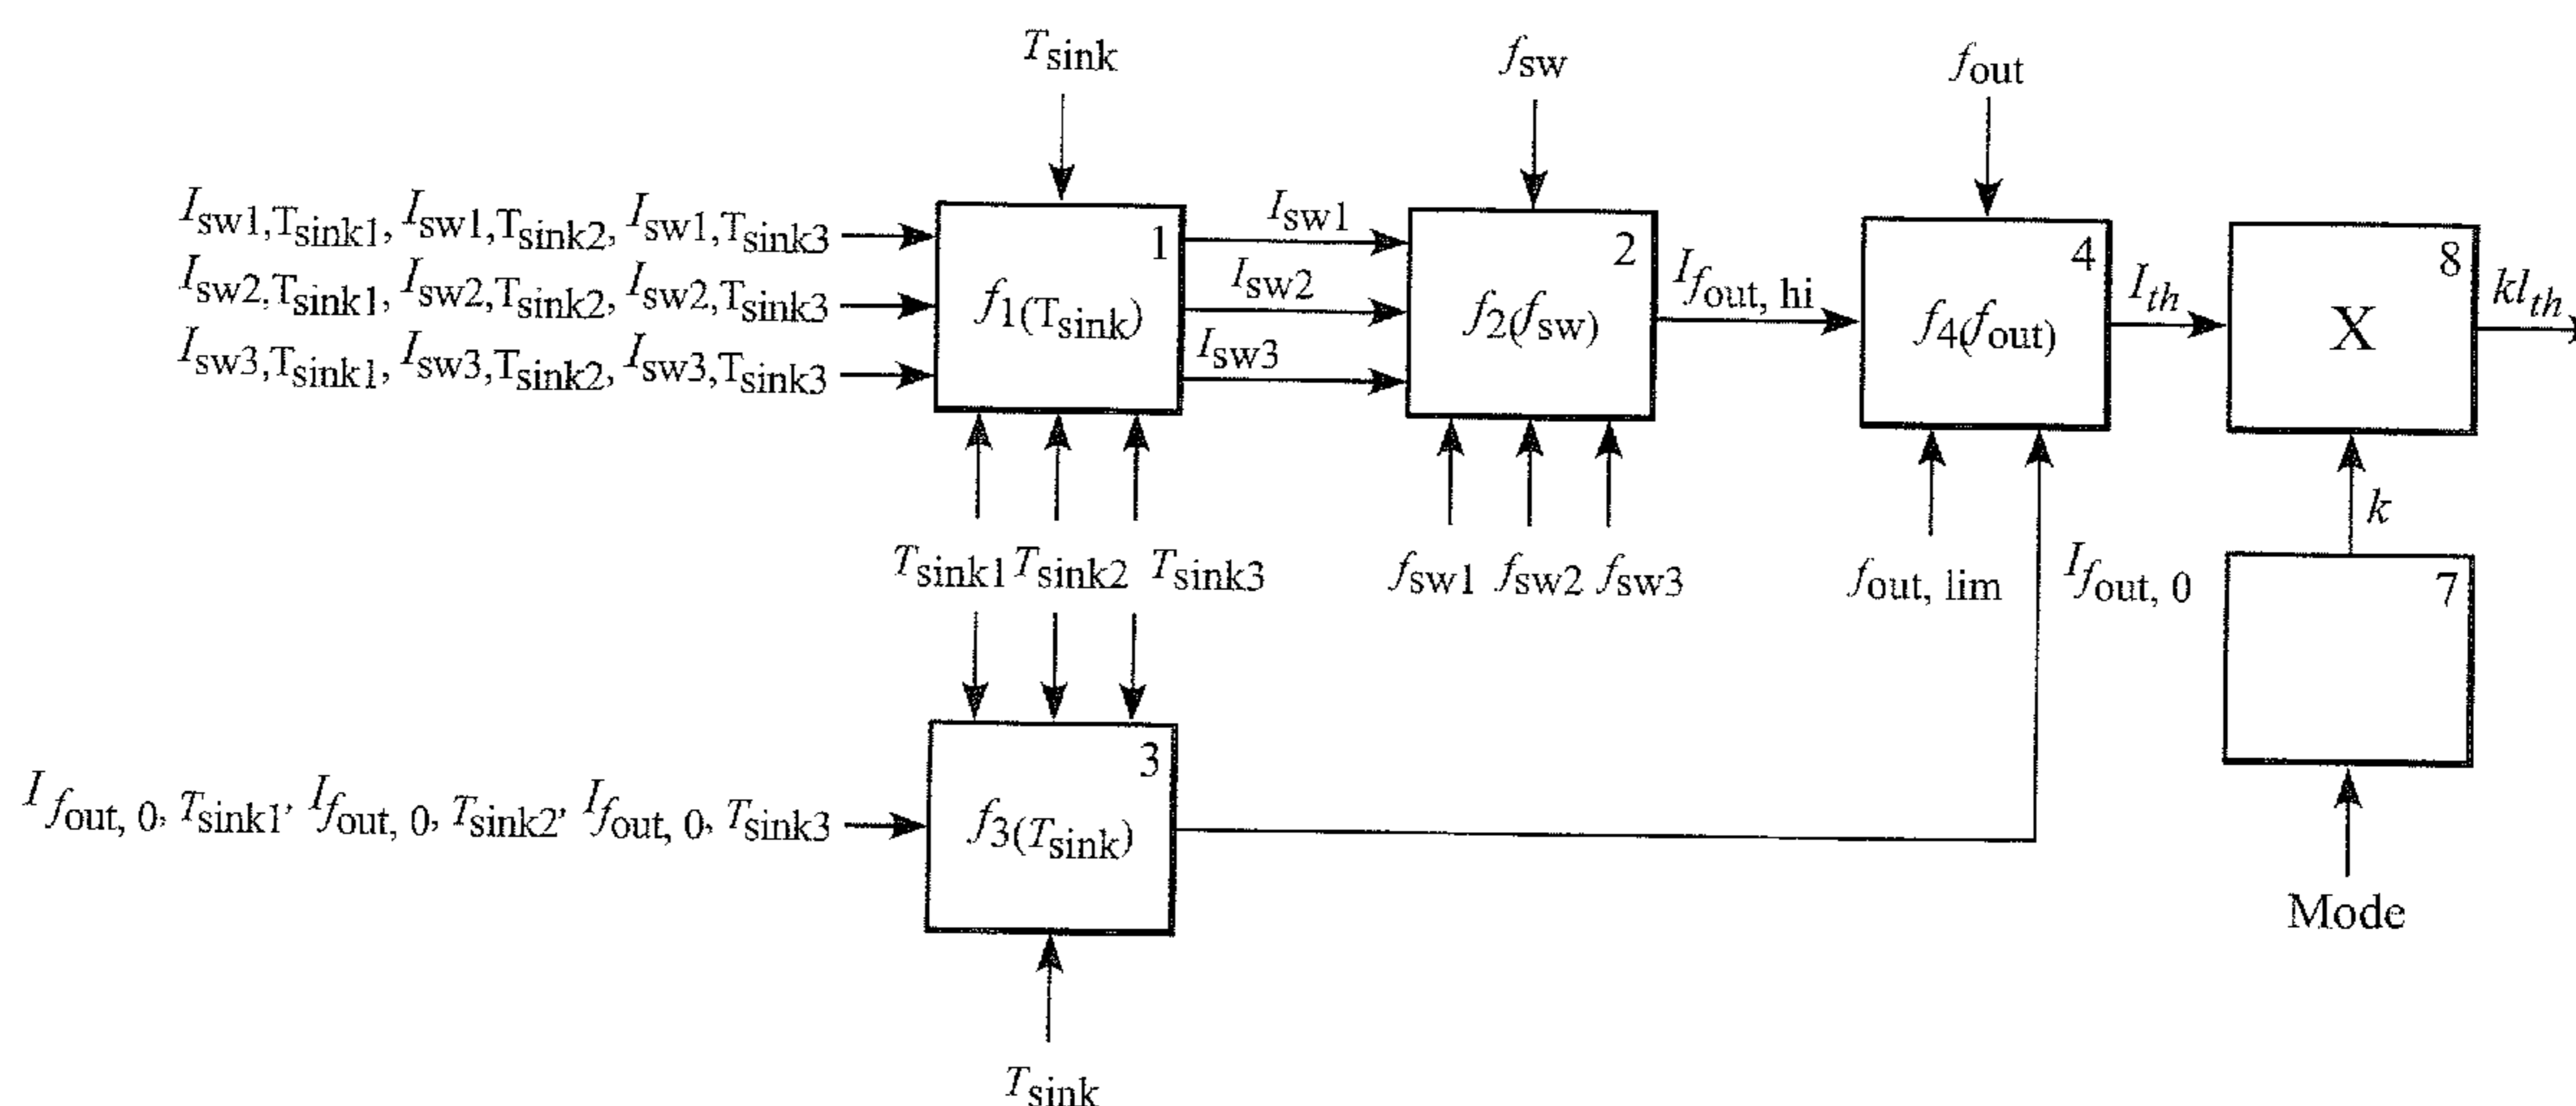 Tsink
fsw
fout
Isw1,Tsink1, Isw1,Tsink2, Isw1,Tsink3
Isw2,Tsink1, Isw2,Tsink2, Isw2,Tsink3
Isw3,Tsink1, Isw3,Tsink2, Isw3,Tsink3
1
f1(Tsink)
Isw1
Isw2
Isw3
2
f2(fsw)
Ifout, hi
4
f4(fout)
Ith
8
X
kIth
Tsink1 Tsink2 Tsink3
fsw1 fsw2 fsw3
fout, lim
Ifout, 0
k
7
Mode
Ifout, 0, Tsink1, Ifout, 0, Tsink2, Ifout, 0, Tsink3
3
f3(Tsink)
Tsink